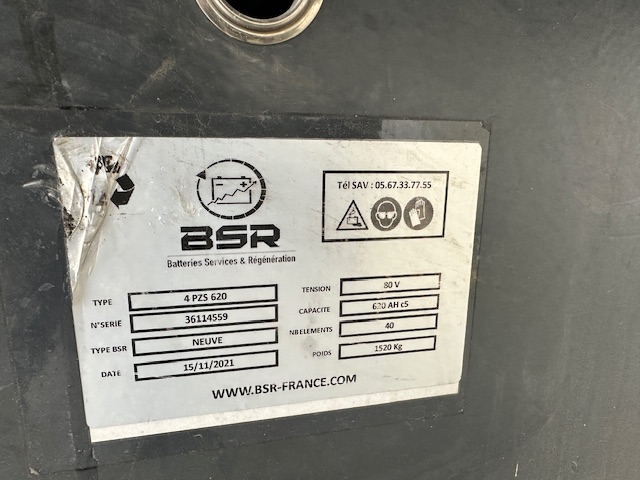 BSR
Batteries Services & Régénération
Tél SAV : 05.67.33.77.55
TYPE 4 PZS 620
N°SERIE 36114559
TYPE BSR NEUVE
DATE 15/11/2021
TENSION 80 V
CAPACITE 620 AH c5
NB ELEMENTS 40
POIDS 1520 Kg
WWW.BSR-FRANCE.COM